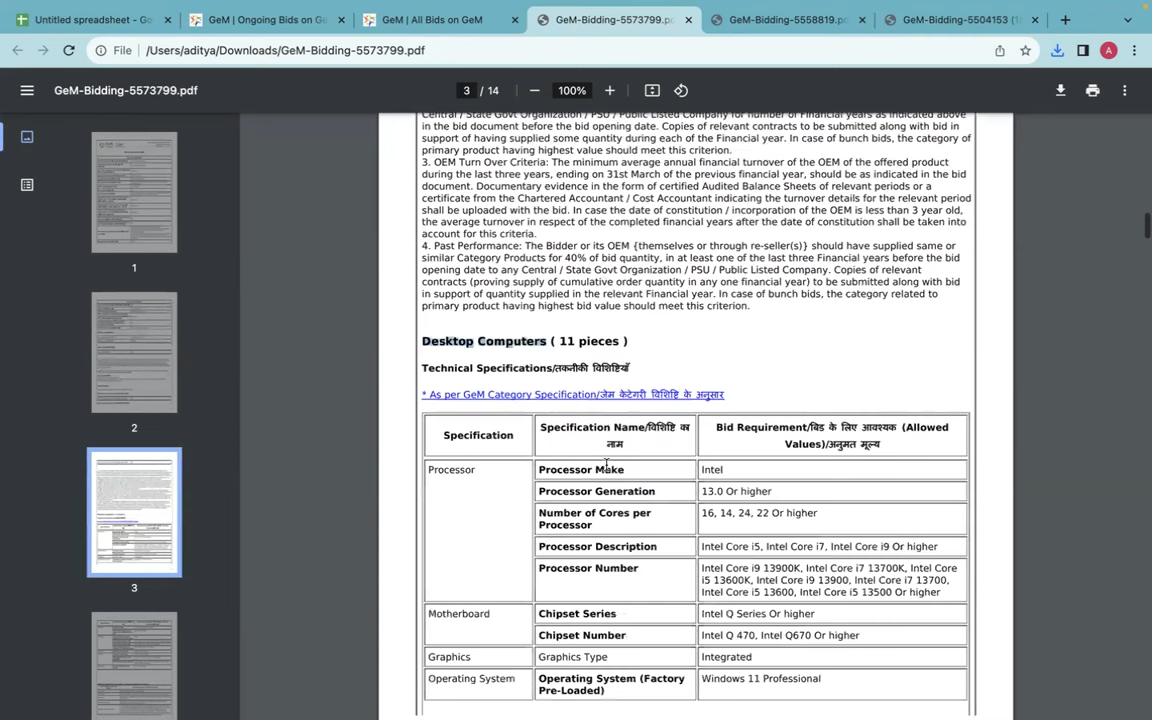 Untitled spreadsheet - Go
GeM | Ongoing Bids on Ge
GeM | All Bids on GeM
GeM-Bidding-5573799.pdf
GeM-Bidding-5558819.pdf
GeM-Bidding-5504153 (1
File
/Users/aditya/Downloads/GeM-Bidding-5573799.pdf
A
GeM-Bidding-5573799.pdf
3 / 14
100%
1
2
3
Central / State Govt Organization / PSU / Public Listed Company for number of Financial years as indicated above
in the bid document before the bid opening date. Copies of relevant contracts to be submitted along with bid in
support of having supplied some quantity during each of the Financial year. In case of bunch bids, the category of
primary product having highest value should meet this criterion.
3. OEM Turn Over Criteria: The minimum average annual financial turnover of the OEM of the offered product
during the last three years, ending on 31st March of the previous financial year, should be as indicated in the bid
document. Documentary evidence in the form of certified Audited Balance Sheets of relevant periods or a
certificate from the Chartered Accountant / Cost Accountant indicating the turnover details for the relevant period
shall be uploaded with the bid. In case the date of constitution / incorporation of the OEM is less than 3 year old,
the average turnover in respect of the completed financial years after the date of constitution shall be taken into
account for this criteria.
4. Past Performance: The Bidder or its OEM {themselves or through re-seller(s)} should have supplied same or
similar Category Products for 40% of bid quantity, in at least one of the last three Financial years before the bid
opening date to any Central / State Govt Organization / PSU / Public Listed Company. Copies of relevant
contracts (proving supply of cumulative order quantity in any one financial year) to be submitted along with bid
in support of quantity supplied in the relevant Financial year. In case of bunch bids, the category related to
primary product having highest bid value should meet this criterion.
Desktop Computers ( 11 pieces )
Technical Specifications/तकनीकी विशिष्टियाँ
* As per GeM Category Specification/जेम केटेगरी विशिष्टि के अनुसार
Specification
Specification Name/विशिष्टि का
नाम
Bid Requirement/बिड के लिए आवश्यक (Allowed
Values)/अनुमत मूल्य
Processor
Processor Make
Intel
Processor Generation
13.0 Or higher
Number of Cores per
Processor
16, 14, 24, 22 Or higher
Processor Description
Intel Core i5, Intel Core i7, Intel Core i9 Or higher
Processor Number
Intel Core i9 13900K, Intel Core i7 13700K, Intel Core
i5 13600K, Intel Core i9 13900, Intel Core i7 13700,
Intel Core i5 13600, Intel Core i5 13500 Or higher
Motherboard
Chipset Series
Intel Q Series Or higher
Chipset Number
Intel Q 470, Intel Q670 Or higher
Graphics
Graphics Type
Integrated
Operating System
Operating System (Factory
Pre-Loaded)
Windows 11 Professional